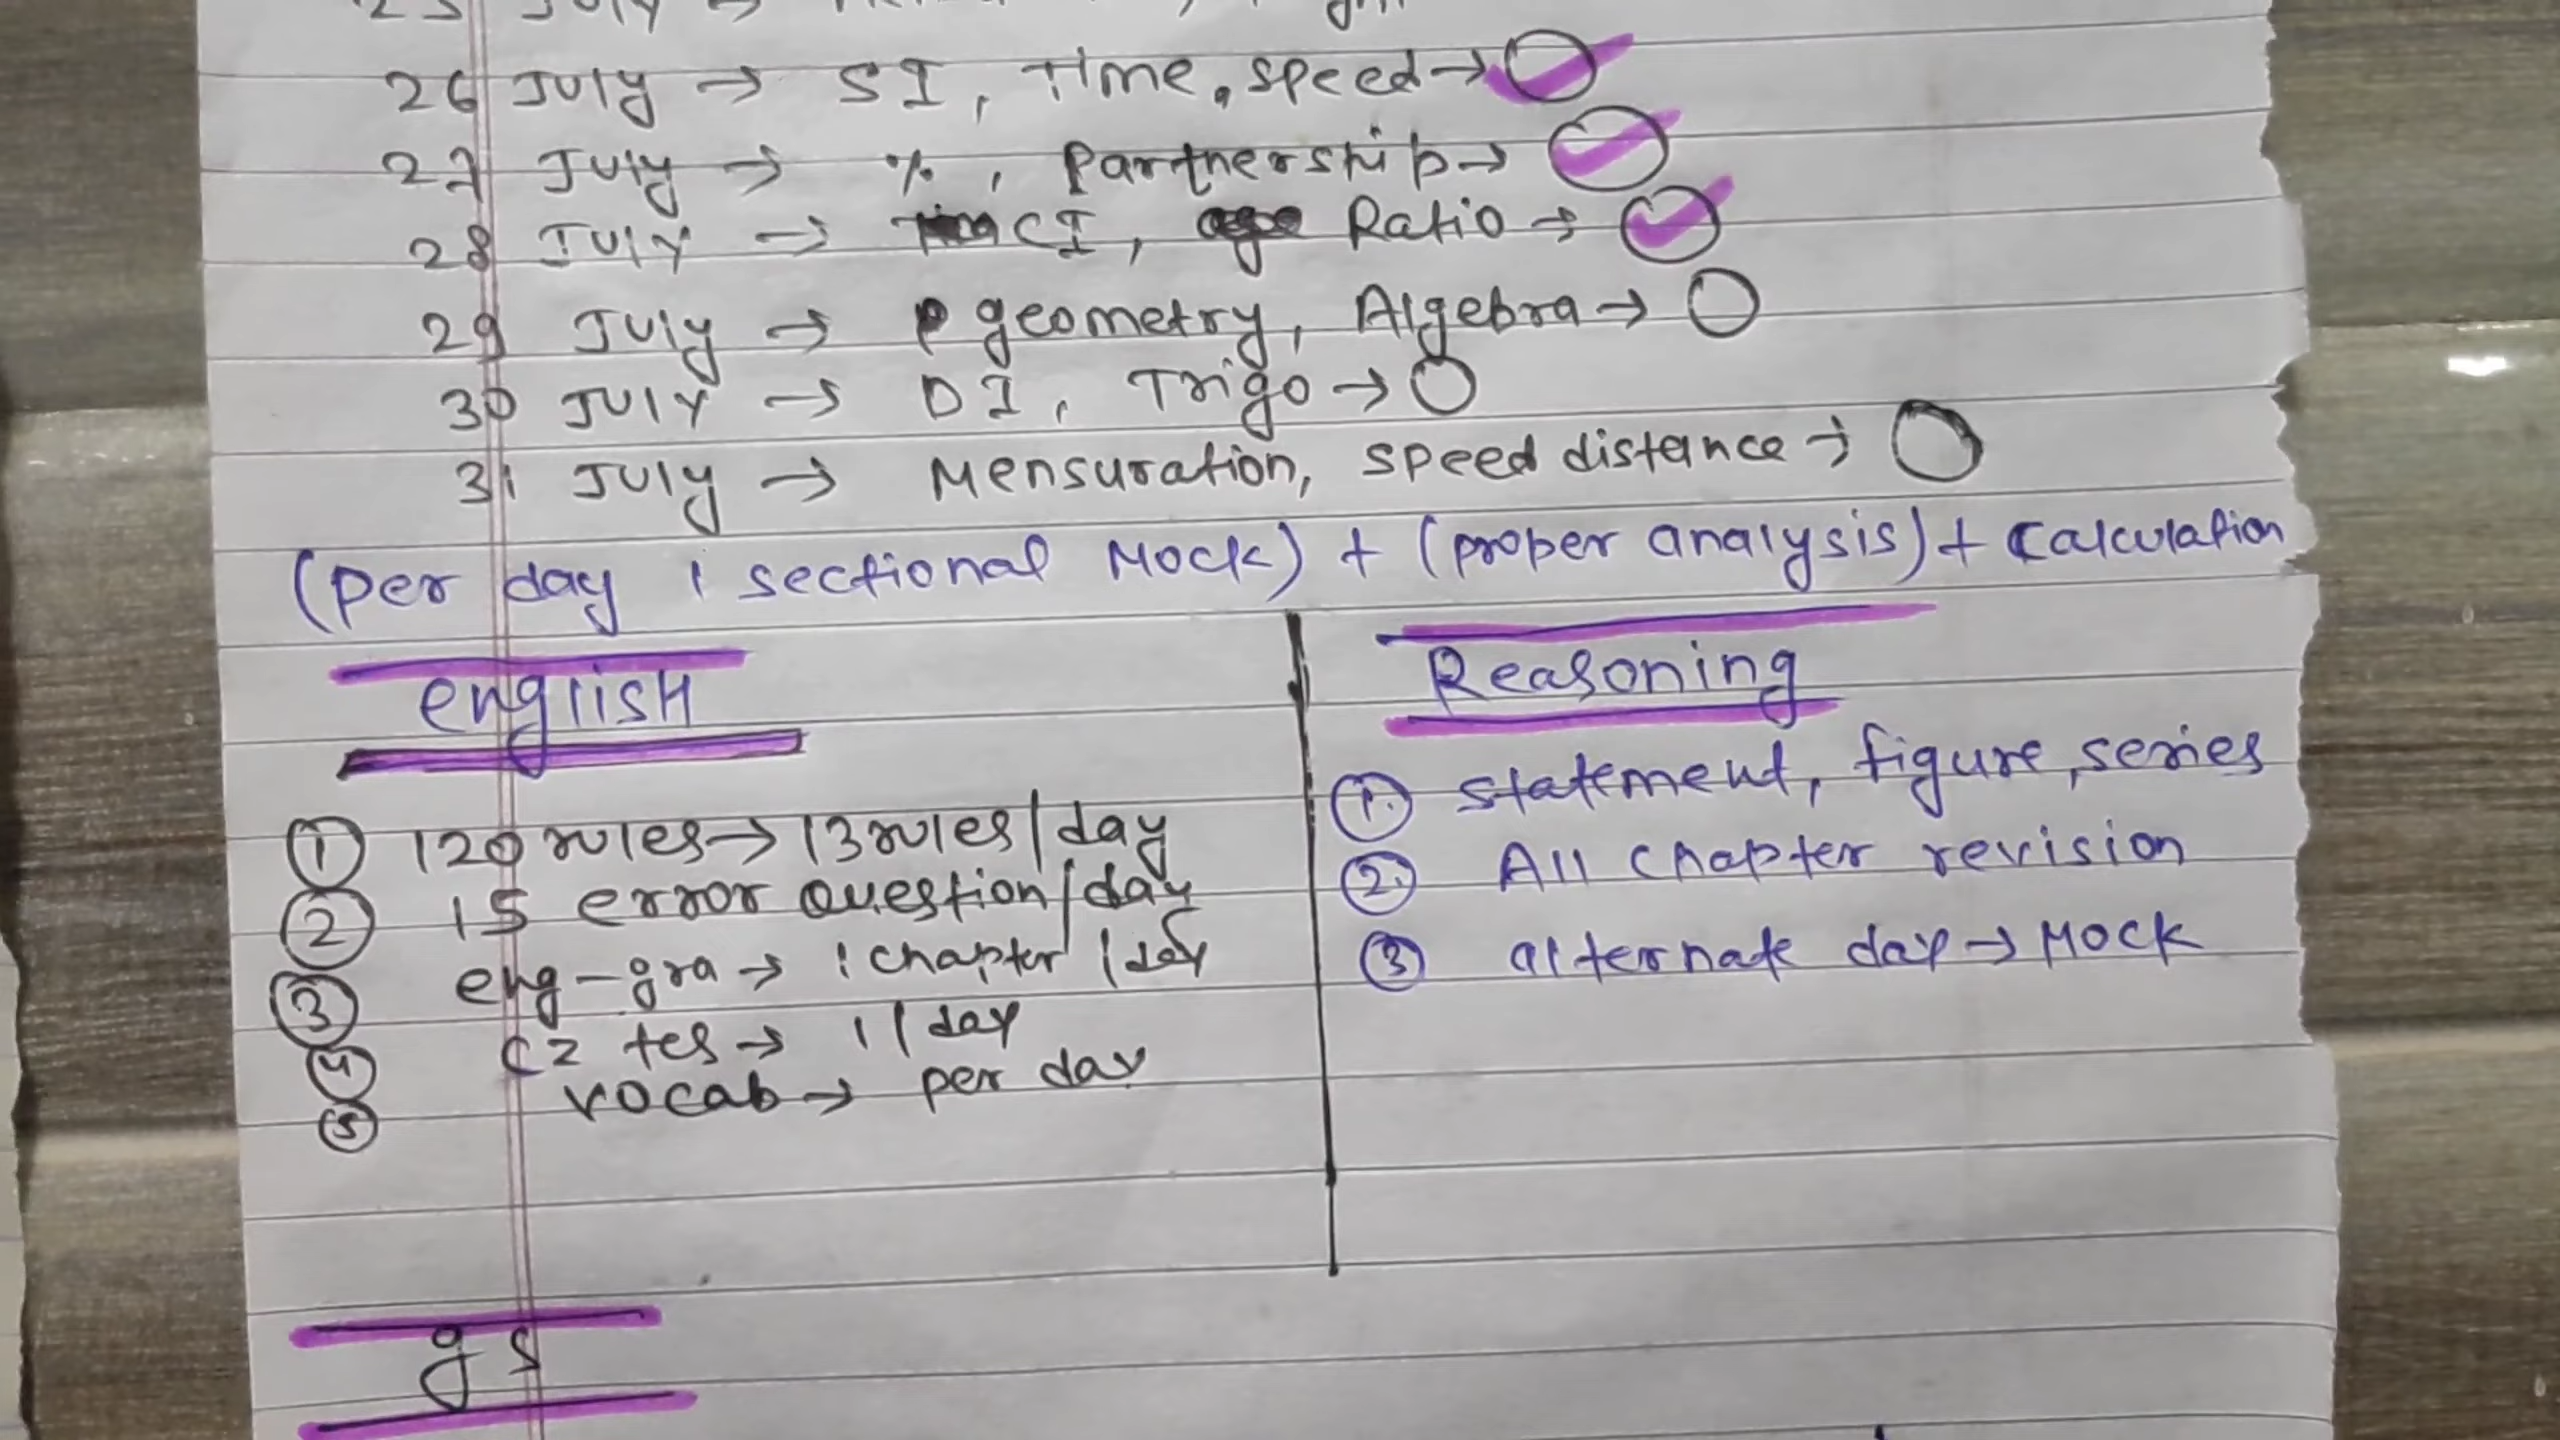 26 July → SI, Time, speed →
27 July → %, Partnership →
28 July → CI, Ratio →
29 July → geometry, Algebra →
30 July → DI, Trigo →
31 July → Mensuration, speed distance →
(per day 1 sectional Mock) + (proper analysis) + calculation
english
① 120 rules → 13 rules/day
② 15 error question/day
③ eng-gra → 1 chapter/day
④ tes → 1/day
⑤ vocab → per day
Reasoning
①. statement, figure, series
②. All chapter revision
③ alternate day → Mock
gs